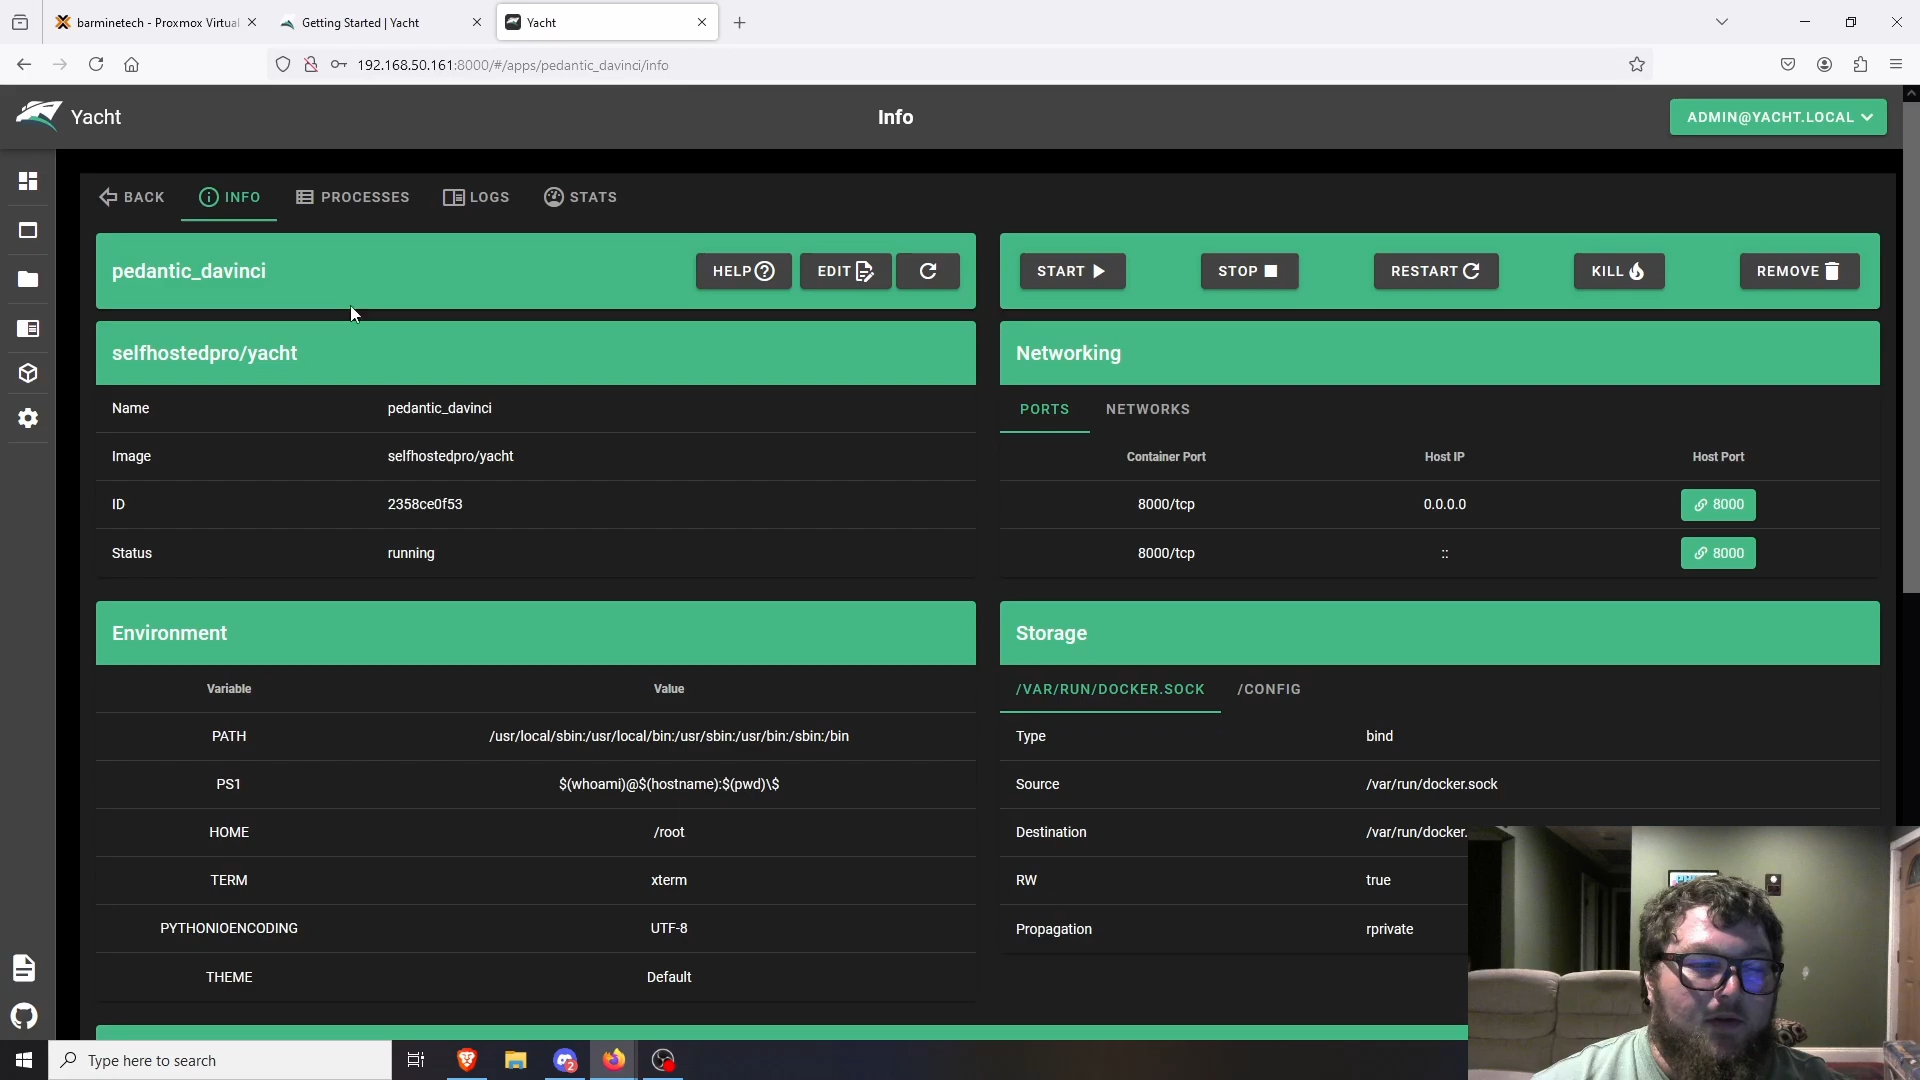 barminetech - Proxmox Virtual
Getting Started | Yacht
Yacht
192.168.50.161:8000/#/apps/pedantic_davinci/info
Yacht
Info
ADMIN@YACHT.LOCAL
BACK
INFO
PROCESSES
LOGS
STATS
pedantic_davinci
HELP
EDIT
START
STOP
RESTART
KILL
REMOVE
selfhostedpro/yacht
Name pedantic_davinci
Image selfhostedpro/yacht
ID 2358ce0f53
Status running
Networking
PORTS NETWORKS
Container Port Host IP Host Port
8000/tcp 0.0.0.0 8000
8000/tcp :: 8000
Environment
Variable Value
PATH /usr/local/sbin:/usr/local/bin:/usr/sbin:/usr/bin:/sbin:/bin
PS1 $(whoami)@$(hostname):$(pwd)\$
HOME /root
TERM xterm
PYTHONIOENCODING UTF-8
THEME Default
Storage
/VAR/RUN/DOCKER.SOCK /CONFIG
Type bind
Source /var/run/docker.sock
Destination /var/run/docker.
RW true
Propagation rprivate
Type here to search
2